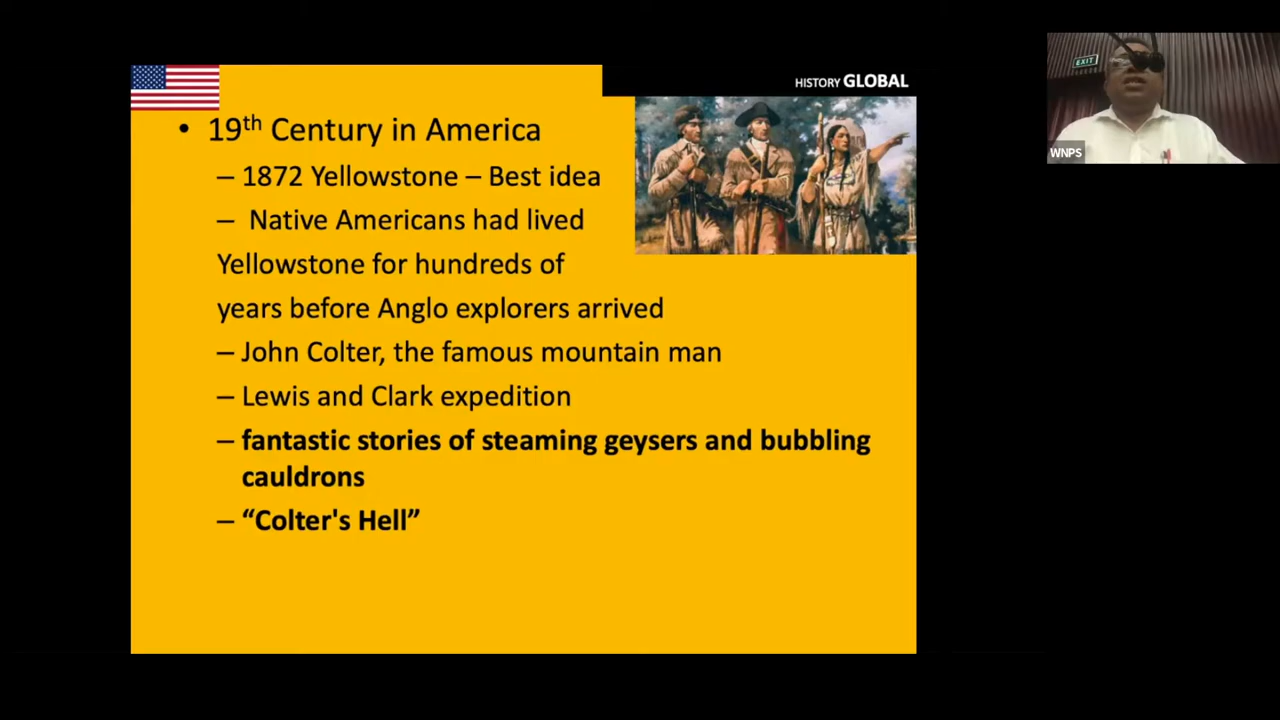 HISTORY GLOBAL
• 19th Century in America
– 1872 Yellowstone – Best idea
– Native Americans had lived
Yellowstone for hundreds of
years before Anglo explorers arrived
– John Colter, the famous mountain man
– Lewis and Clark expedition
– fantastic stories of steaming geysers and bubbling
cauldrons
– “Colter's Hell”
EXIT
WNPS